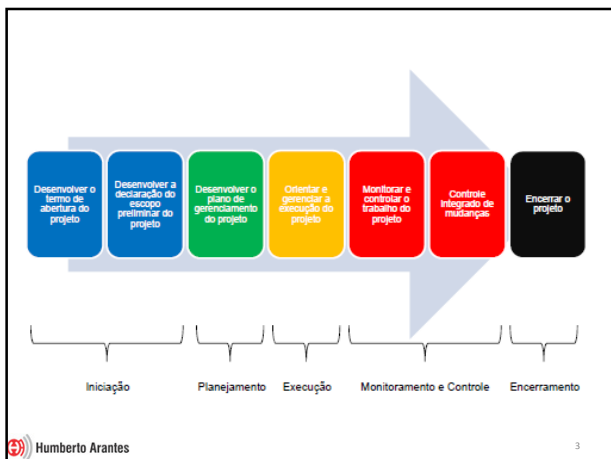 Desenvolver o
termo de
abertura do
projeto
Desenvolver a
declaração do
escopo
preliminar do
projeto
Desenvolver o
plano de
gerenciamento
do projeto
Orientar e
gerenciar a
execução do
projeto
Monitorar e
controlar o
trabalho do
projeto
Controle
integrado de
mudanças
Encerrar o
projeto
Iniciação
Planejamento
Execução
Monitoramento e Controle
Encerramento
Humberto Arantes
3